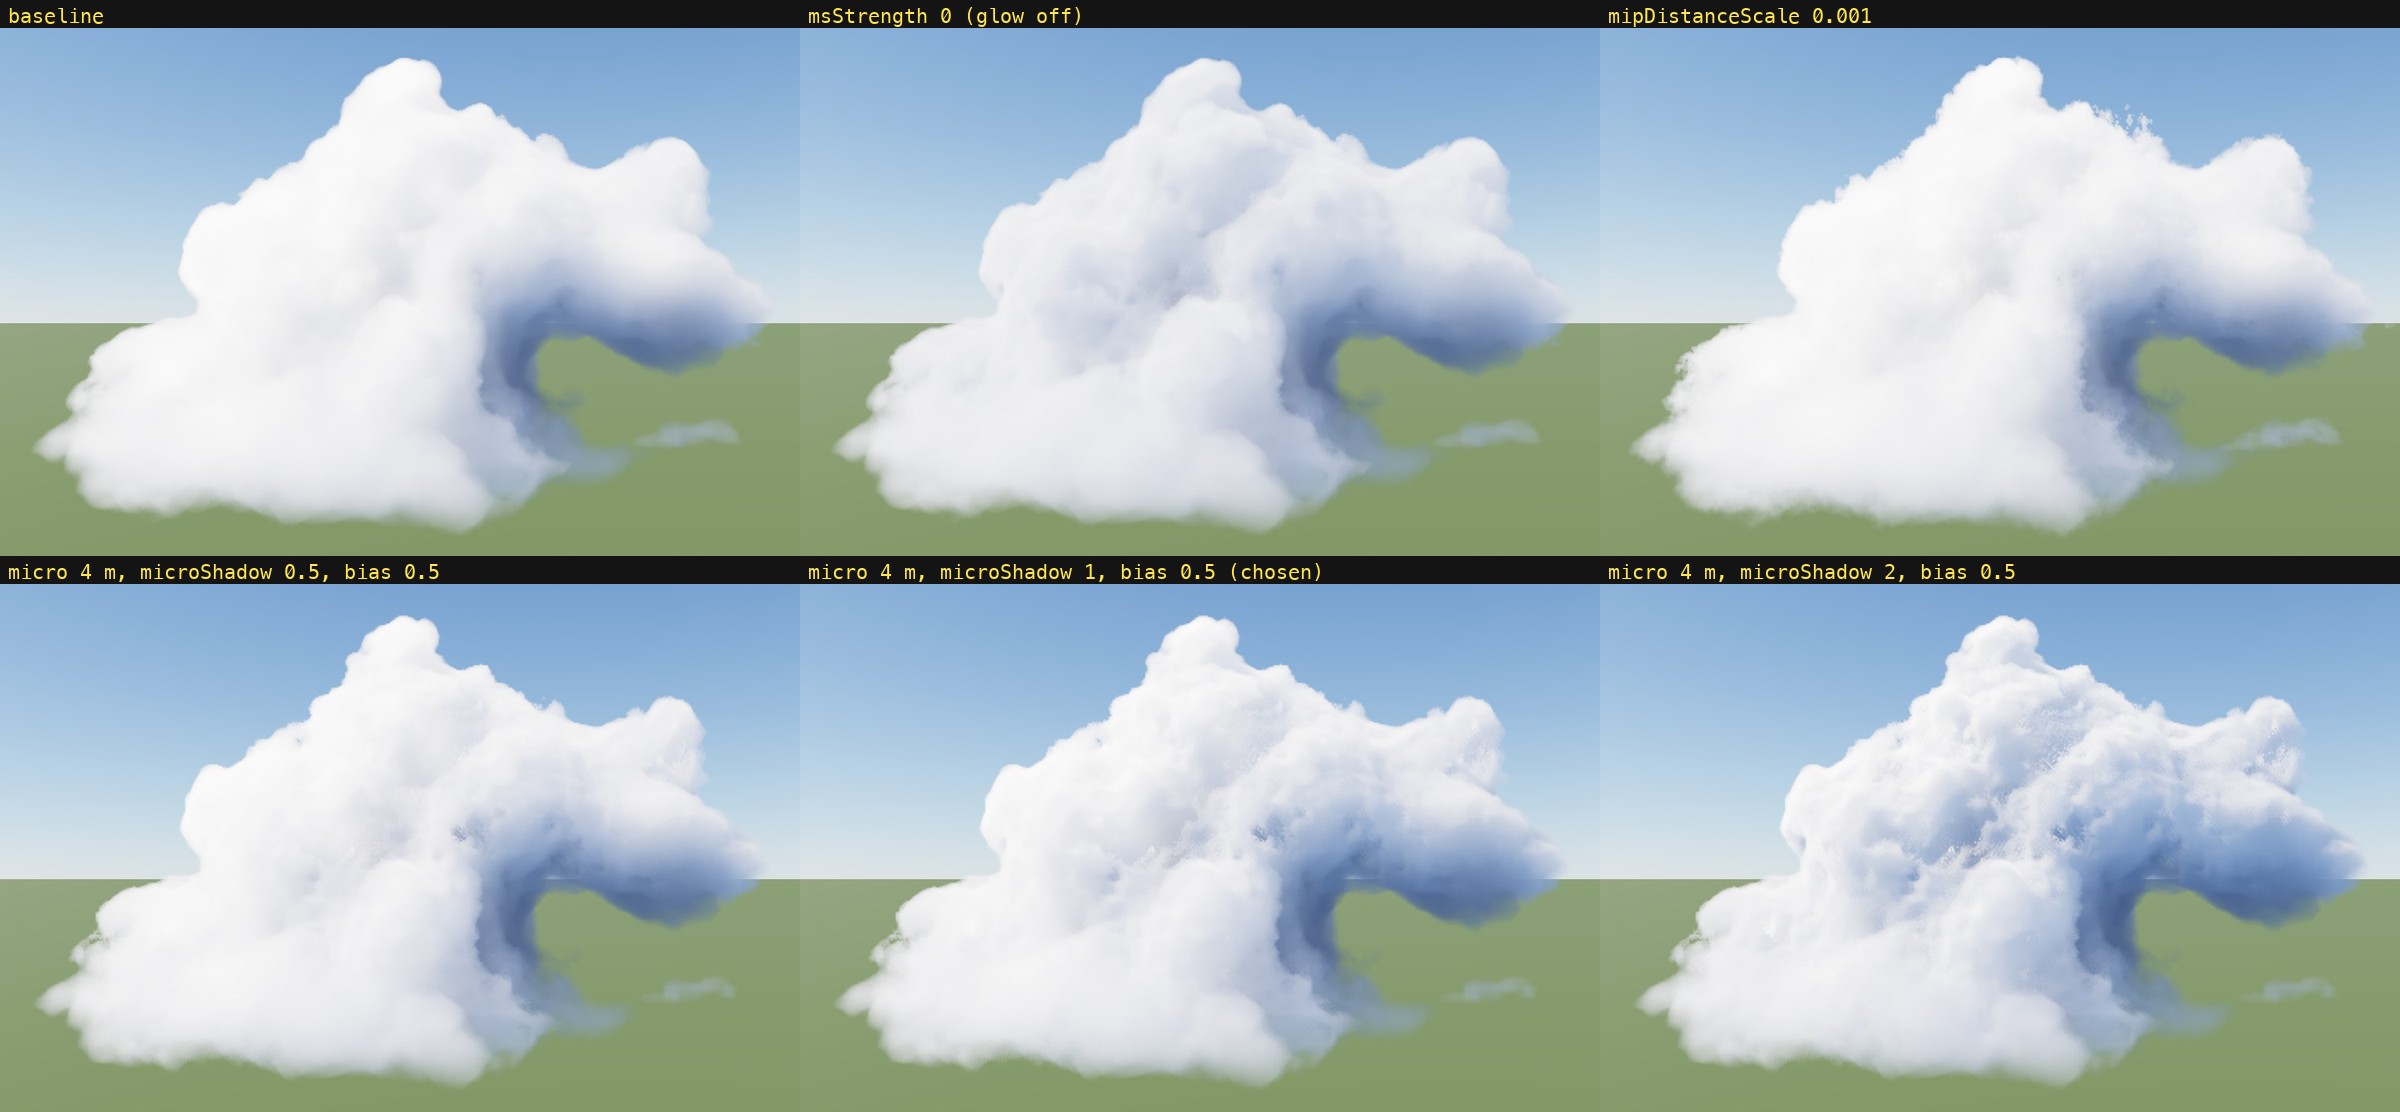 baseline
msStrength 0 (glow off)
mipDistanceScale 0.001
micro 4 m, microShadow 0.5, bias 0.5
micro 4 m, microShadow 1, bias 0.5 (chosen)
micro 4 m, microShadow 2, bias 0.5